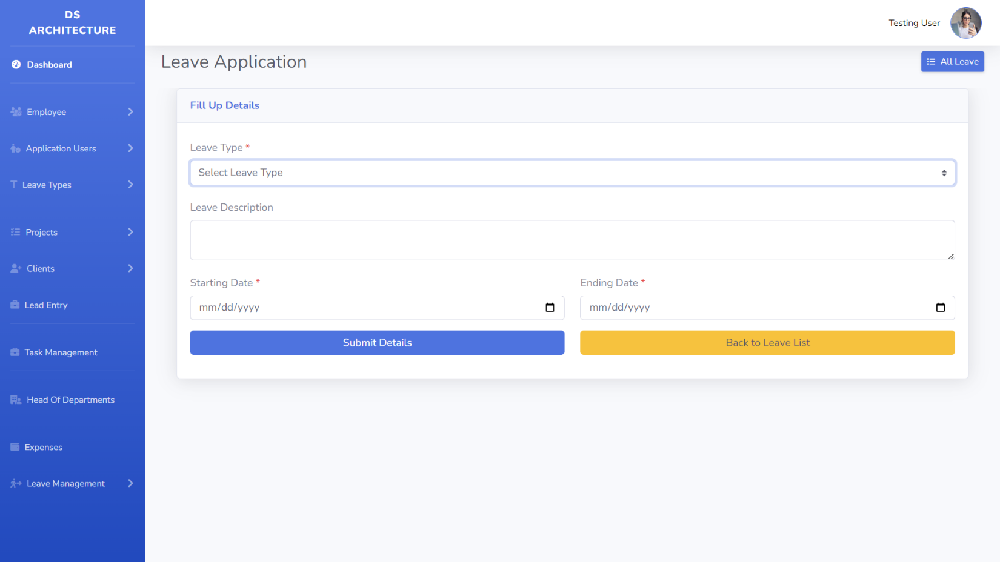 DS
ARCHITECTURE
Dashboard
Employee
Application Users
Leave Types
Projects
Clients
Lead Entry
Task Management
Head Of Departments
Expenses
Leave Management
Testing User
Leave Application
All Leave
Fill Up Details
Leave Type *
Select Leave Type
Leave Description
Starting Date *
Ending Date *
mm/dd/yyyy
mm/dd/yyyy
Submit Details
Back to Leave List